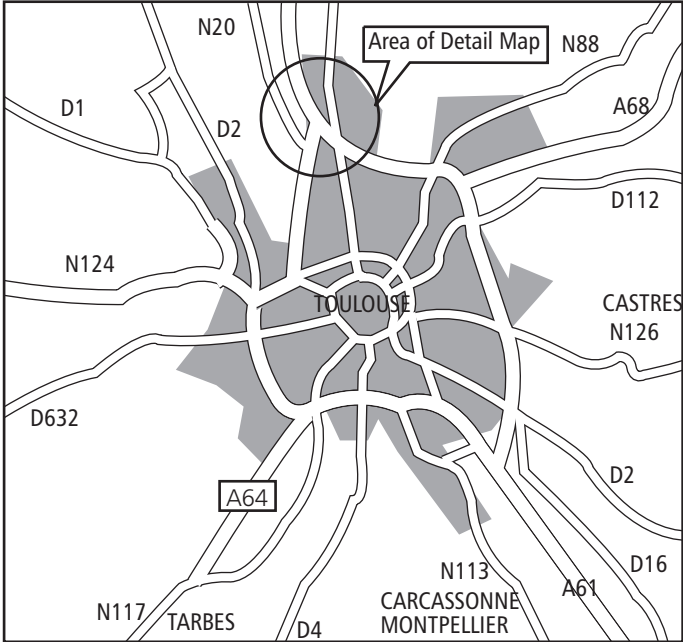 N20
Area of Detail Map
N88
D1
A68
D2
D112
N124
TOULOUSE
CASTRES
N126
D632
D2
A64
D16
N113
A61
CARCASSONNE
MONTPELLIER
N117
TARBES
D4